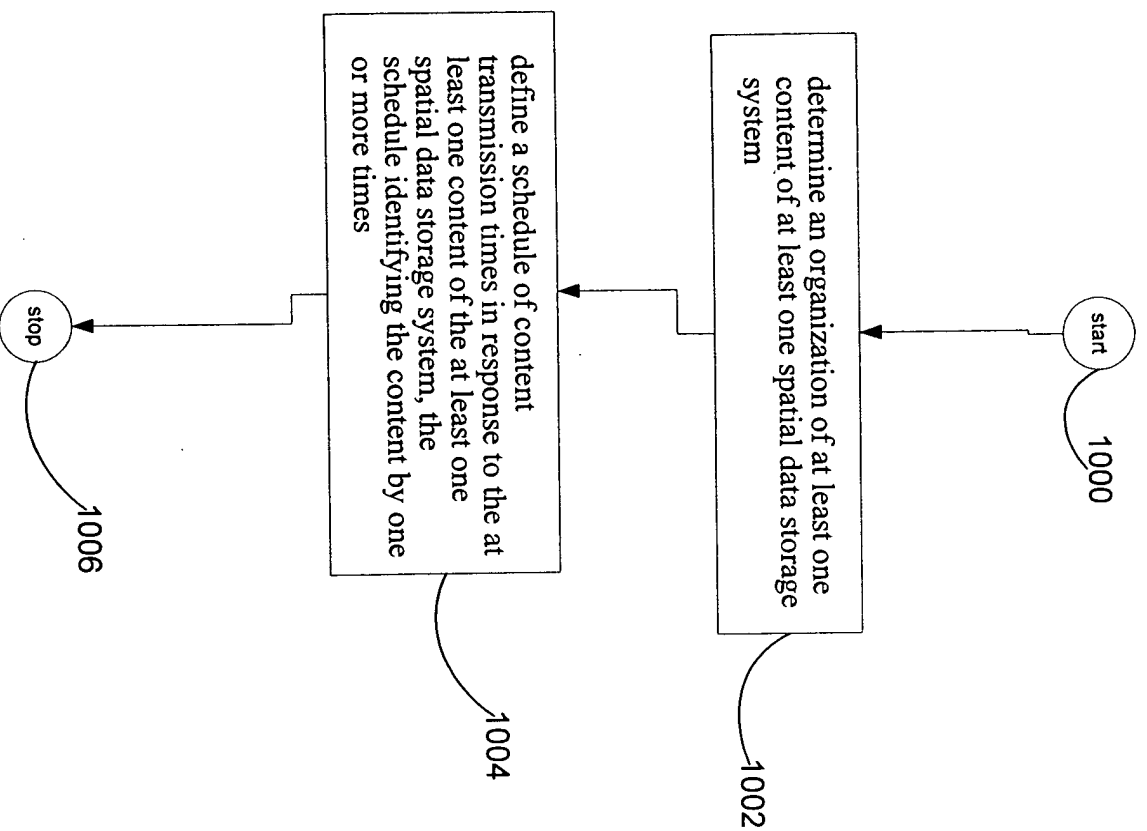 start
1000
determine an organization of at least one
content of at least one spatial data storage
system
1002
define a schedule of content
transmission times in response to the at
least one content of the at least one
spatial data storage system, the
schedule identifying the content by one
or more times
1004
stop
1006